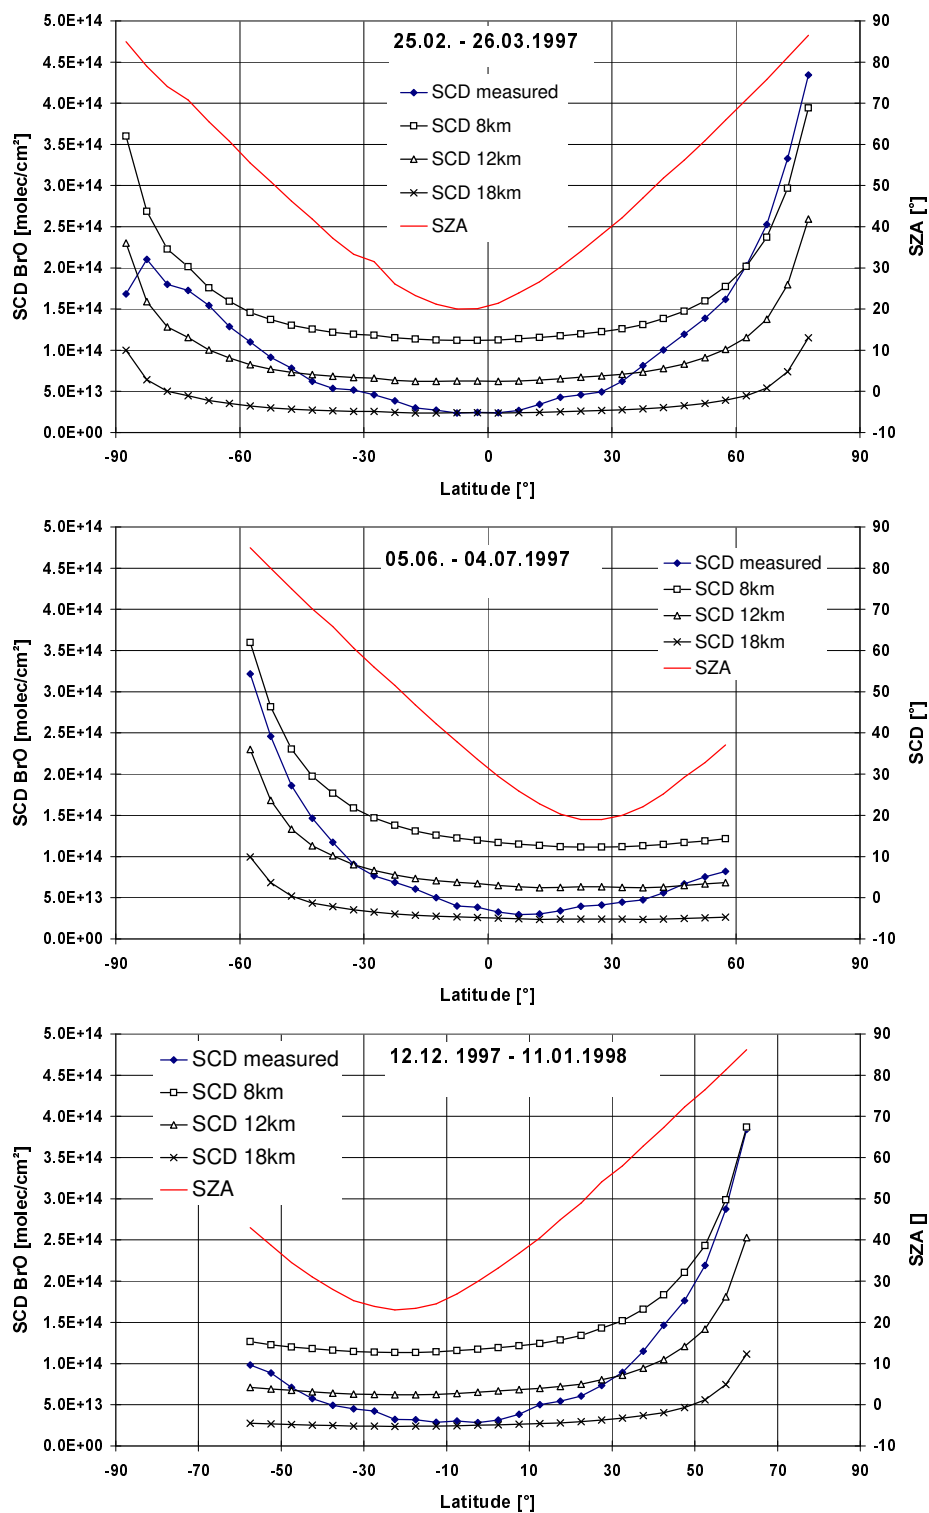 25.02. - 26.03.1997
SCD measured
SCD 8km
SCD 12km
SCD 18km
SZA
5.0E+14
4.5E+14
4.0E+14
3.5E+14
3.0E+14
2.5E+14
2.0E+14
1.5E+14
1.0E+14
5.0E+13
0.0E+00
SCD BrO [molec/cm²]
90
80
70
60
50
40
30
20
10
0
-10
SZA [°]
-90 -60 -30 0 30 60 90
Latitude [°]
05.06. - 04.07.1997
SCD measured
SCD 8km
SCD 12km
SCD 18km
SZA
5.0E+14
4.5E+14
4.0E+14
3.5E+14
3.0E+14
2.5E+14
2.0E+14
1.5E+14
1.0E+14
5.0E+13
0.0E+00
SCD BrO [molec/cm²]
90
80
70
60
50
40
30
20
10
0
-10
SCD [°]
-90 -60 -30 0 30 60 90
Latitude [°]
12.12. 1997 - 11.01.1998
SCD measured
SCD 8km
SCD 12km
SCD 18km
SZA
5.0E+14
4.5E+14
4.0E+14
3.5E+14
3.0E+14
2.5E+14
2.0E+14
1.5E+14
1.0E+14
5.0E+13
0.0E+00
SCD BrO [molec/cm²]
90
80
70
60
50
40
30
20
10
0
-10
SZA []
-90 -70 -50 -30 -10 10 30 50 70 90
Latitude [°]